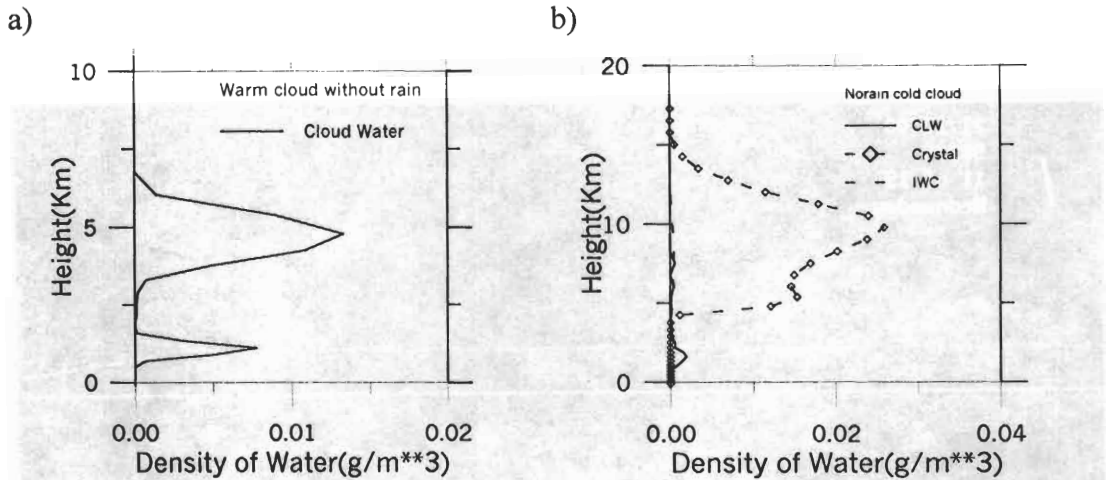 a)
10
Warm cloud without rain
Cloud Water
Height(Km)
5
0
0.00
0.01
0.02
Density of Water(g/m**3)
b)
20
Norain cold cloud
CLW
Crystal
IWC
Height(Km)
10
0
0.00
0.02
0.04
Density of Water(g/m**3)